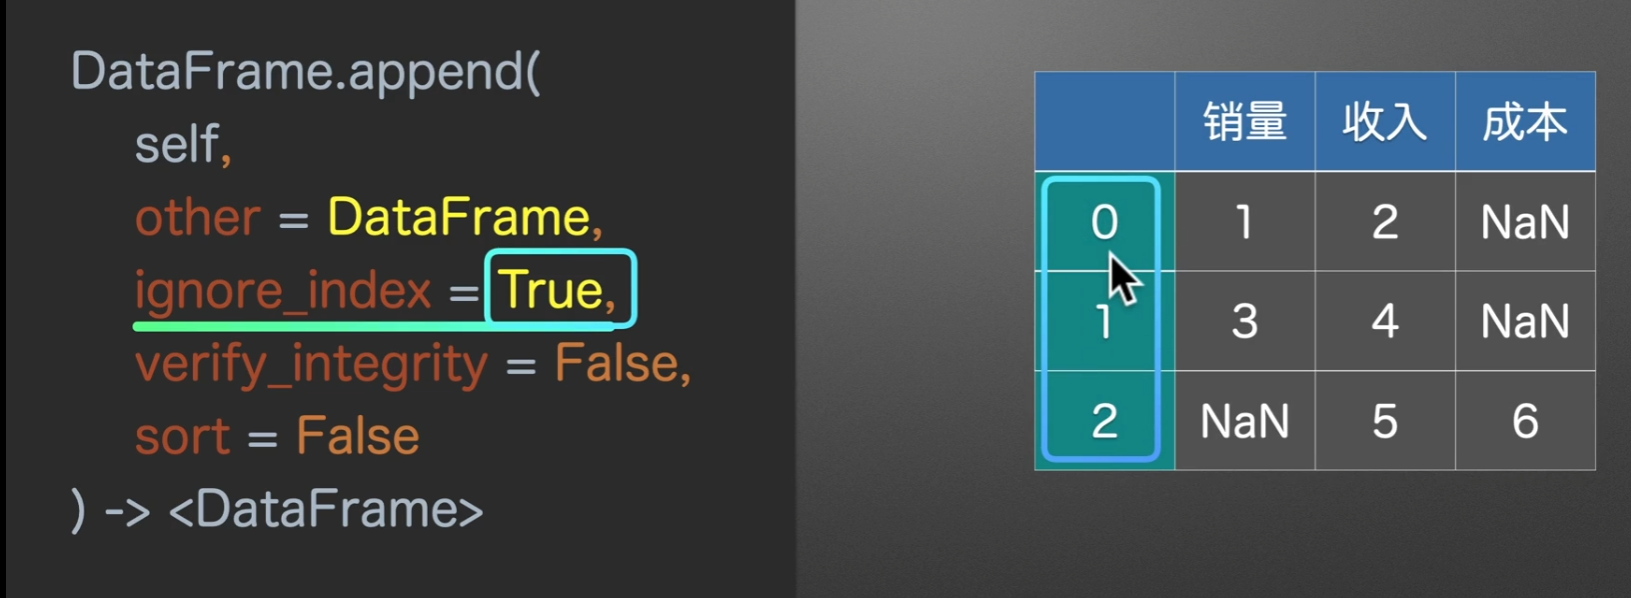 DataFrame.append(
self,
other = DataFrame,
ignore_index = True,
verify_integrity = False,
sort = False
) -> <DataFrame>
销量 收入 成本
0 1 2 NaN
1 3 4 NaN
2 NaN 5 6